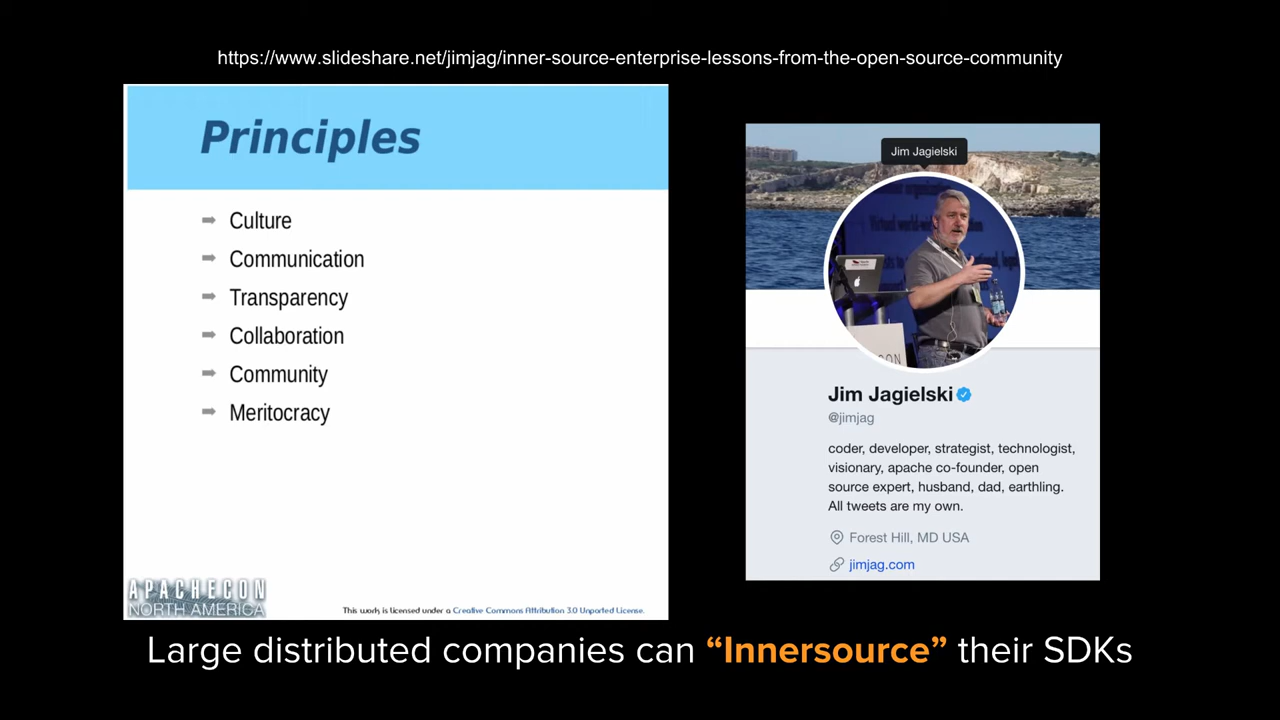 https://www.slideshare.net/jimjag/inner-source-enterprise-lessons-from-the-open-source-community
Principles
Culture
Communication
Transparency
Collaboration
Community
Meritocracy
APACHECON
NORTH AMERICA
This work is licensed under a Creative Commons Attribution 3.0 Unported License.
Jim Jagielski
Jim Jagielski
@jimjag
coder, developer, strategist, technologist,
visionary, apache co-founder, open
source expert, husband, dad, earthling.
All tweets are my own.
Forest Hill, MD USA
jimjag.com
Large distributed companies can “Innersource” their SDKs